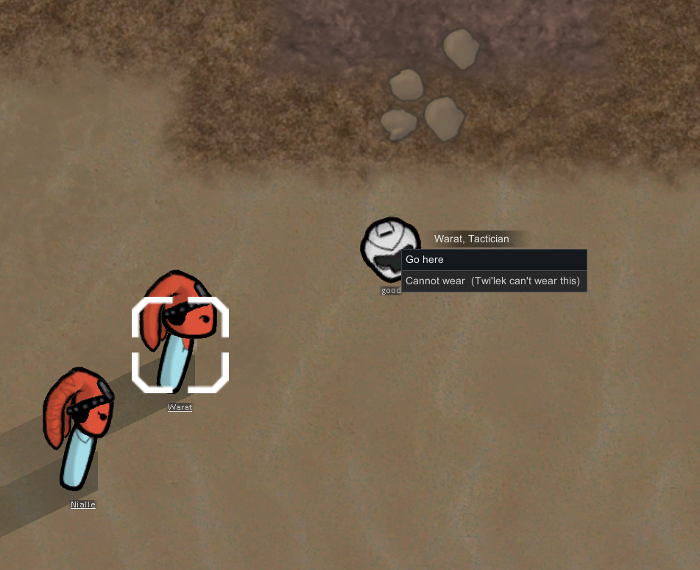 Warat, Tactician
Go here
Cannot wear  (Twi'lek can't wear this)
good
Warat
Nialle